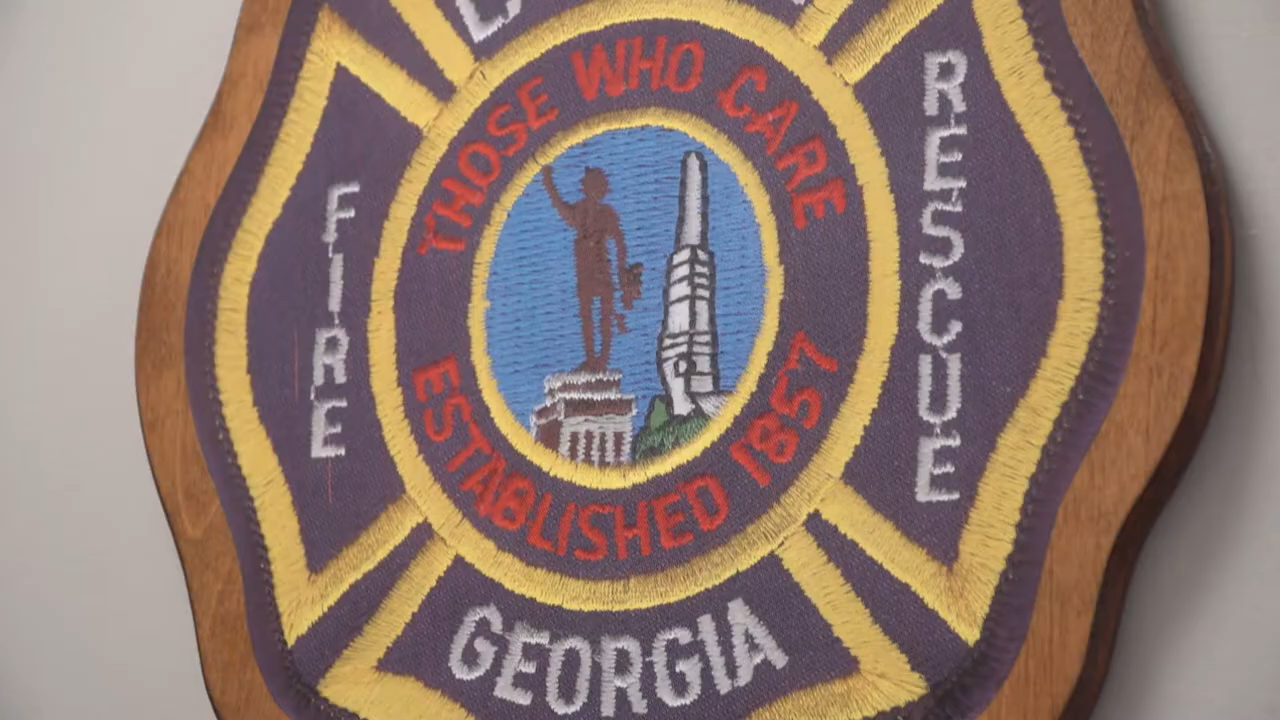 THOSE WHO CARE
FIRE
RESCUE
ESTABLISHED 1857
GEORGIA